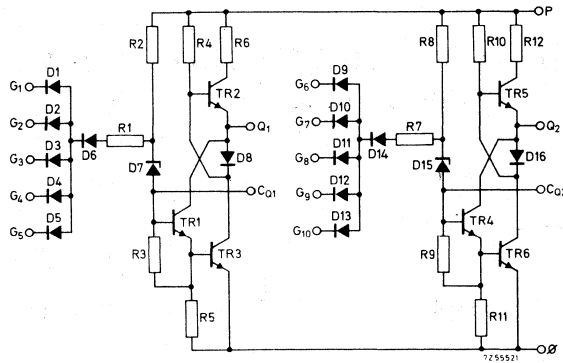 P
R2
R4
R6
R8
R10
R12
D1
G1
D2
G2
D3
G3
D4
G4
D5
G5
D6
R1
D7
TR2
Q1
D8
CQ1
TR1
R3
TR3
R5
D9
G6
D10
G7
D11
G8
D12
G9
D13
G10
D14
R7
D15
TR5
Q2
D16
CQ2
TR4
R9
TR6
R11
Ø
7Z55521